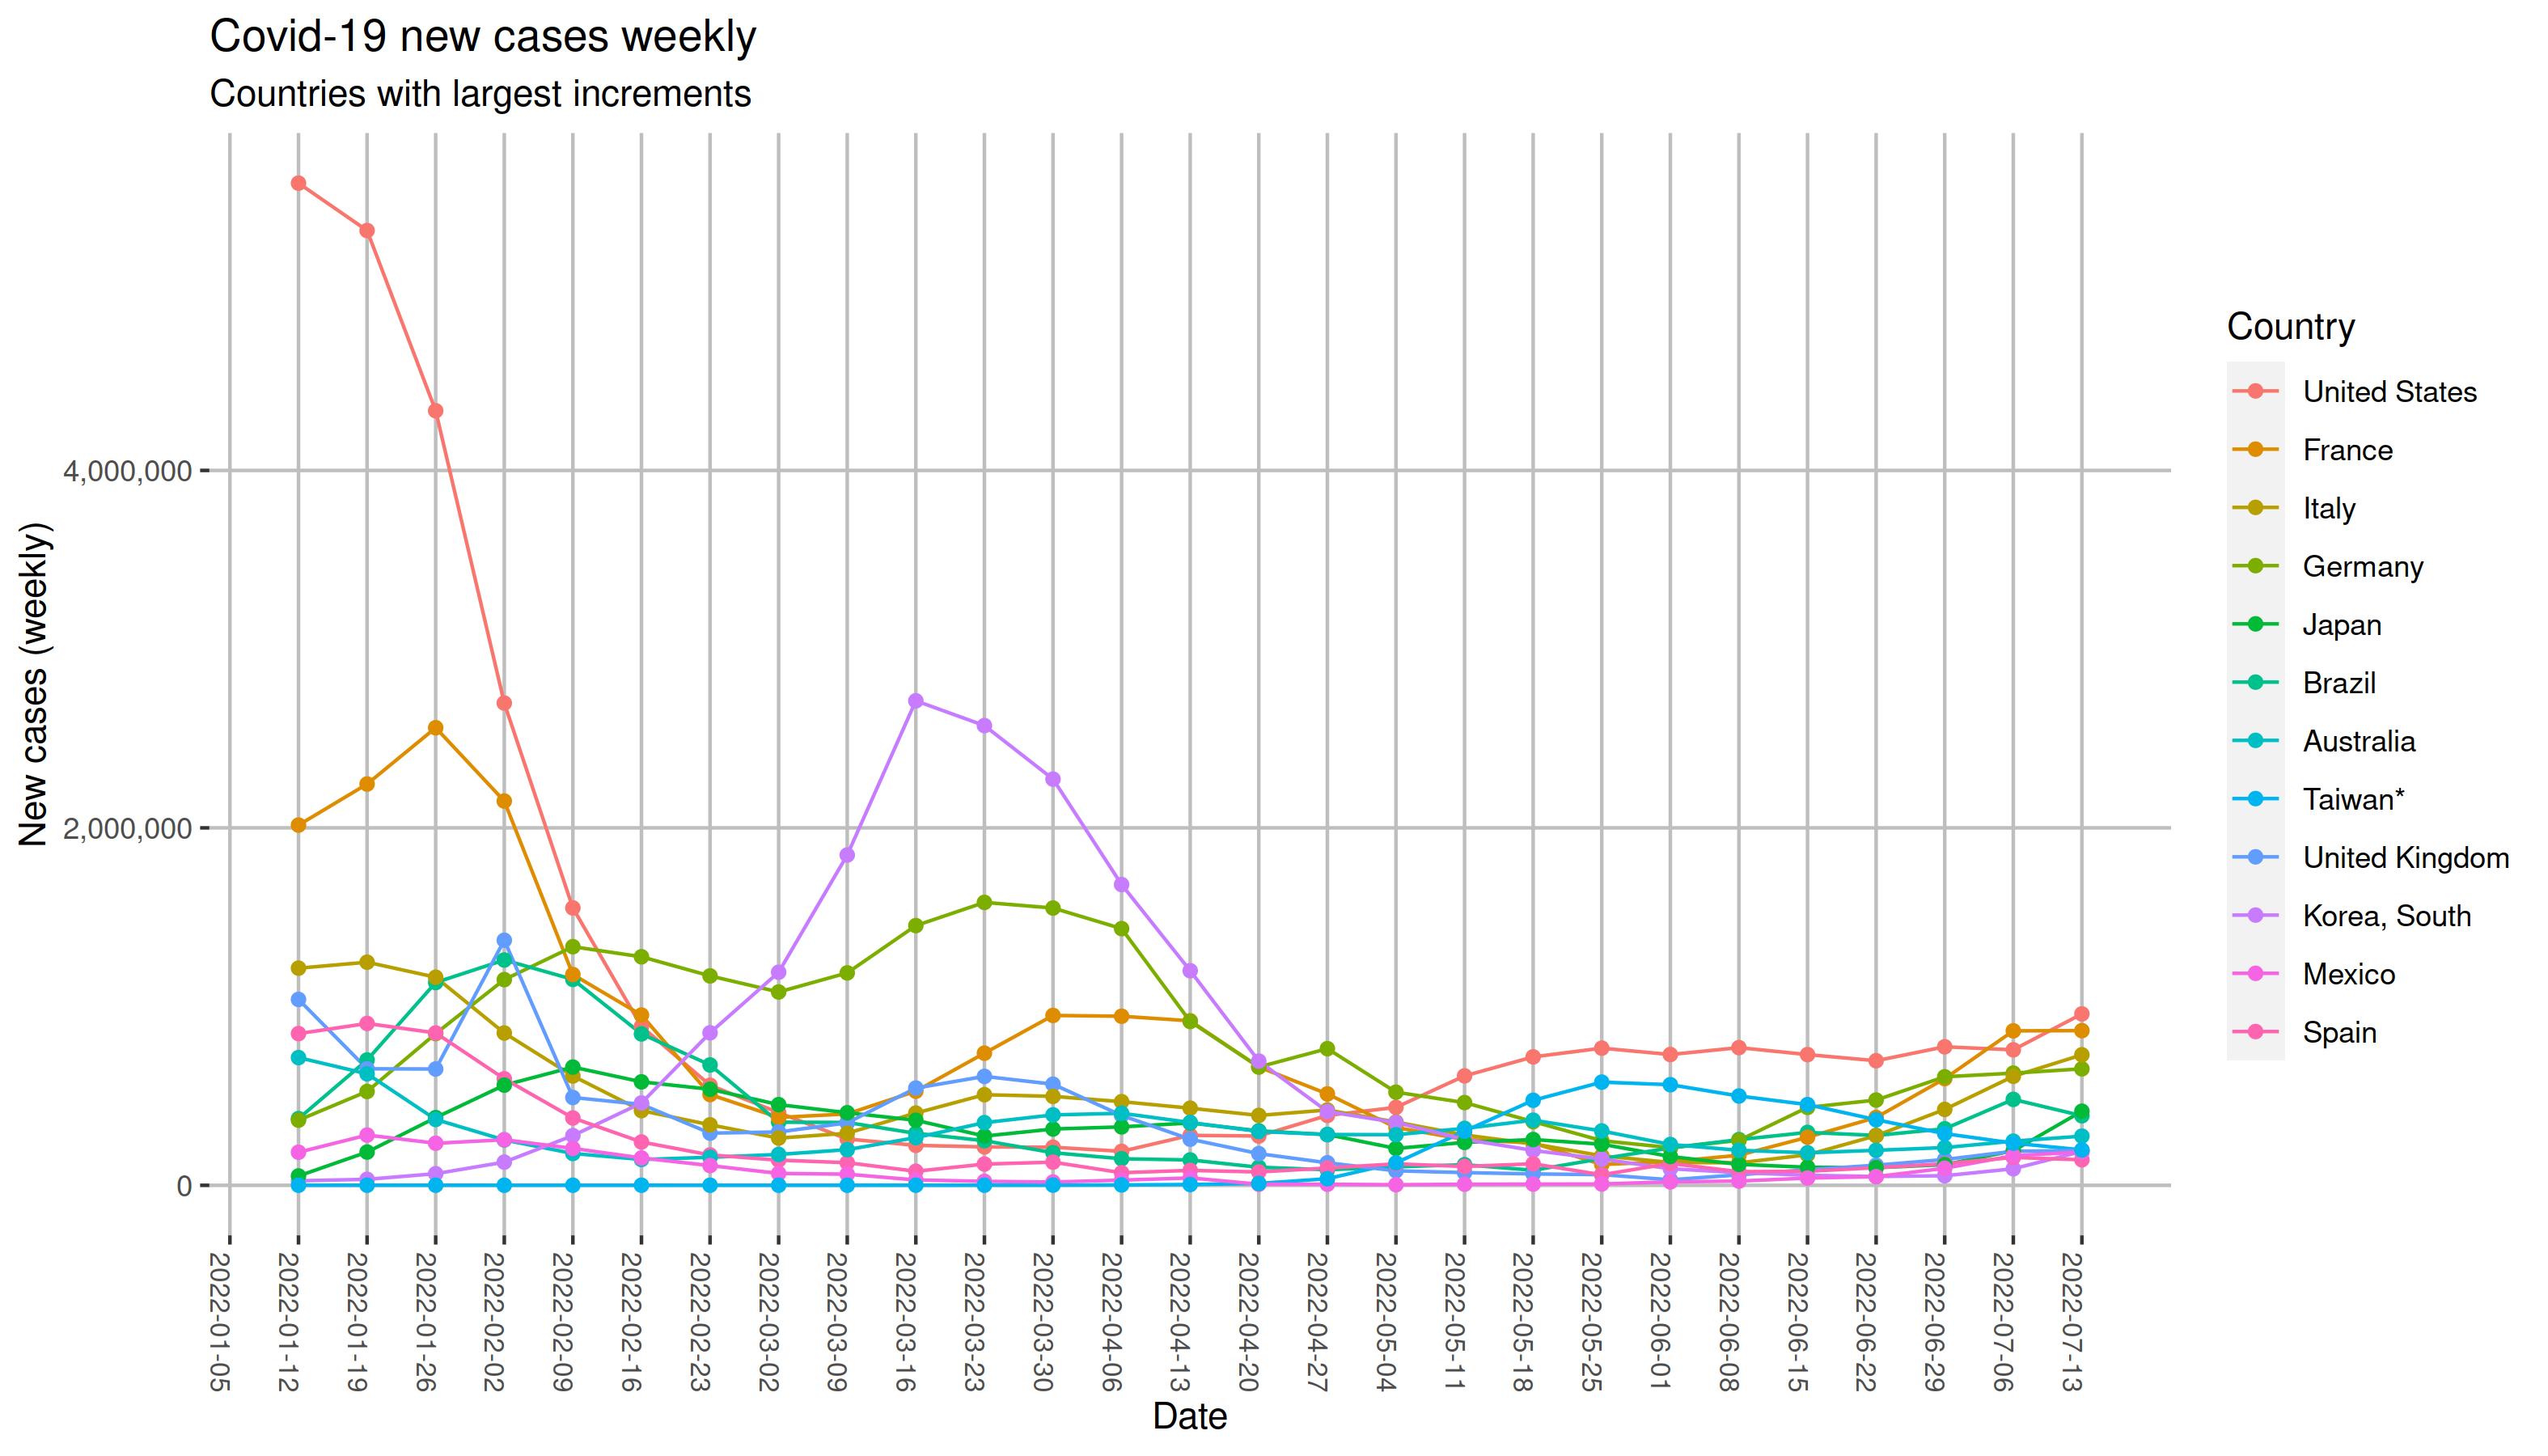 Covid-19 new cases weekly
Countries with largest increments
New cases (weekly)
4,000,000
2,000,000
0
2022-01-05
2022-01-12
2022-01-19
2022-01-26
2022-02-02
2022-02-09
2022-02-16
2022-02-23
2022-03-02
2022-03-09
2022-03-16
2022-03-23
2022-03-30
2022-04-06
2022-04-13
2022-04-20
2022-04-27
2022-05-04
2022-05-11
2022-05-18
2022-05-25
2022-06-01
2022-06-08
2022-06-15
2022-06-22
2022-06-29
2022-07-06
2022-07-13
Date
Country
United States
France
Italy
Germany
Japan
Brazil
Australia
Taiwan*
United Kingdom
Korea, South
Mexico
Spain